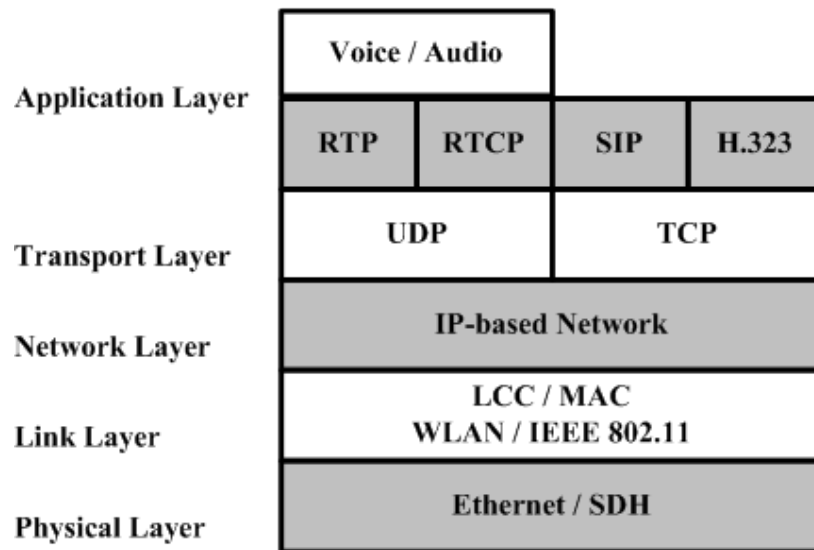 Voice / Audio
Application Layer
RTP RTCP SIP H.323
UDP TCP
Transport Layer
IP-based Network
Network Layer
LCC / MAC
WLAN / IEEE 802.11
Link Layer
Ethernet / SDH
Physical Layer